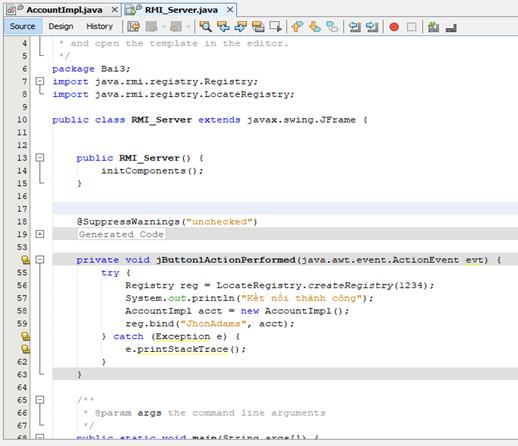 AccountImpl.java RMI_Server.java
Source Design History
4 * and open the template in the editor.
5 */
6 package Bai3;
7 import java.rmi.registry.Registry;
8 import java.rmi.registry.LocateRegistry;
9
10 public class RMI_Server extends javax.swing.JFrame {
11
12
13 public RMI_Server() {
14 initComponents();
15 }
16
17
18 @SuppressWarnings("unchecked")
19 Generated Code
53
private void jButton1ActionPerformed(java.awt.event.ActionEvent evt) {
55 try {
56 Registry reg = LocateRegistry.createRegistry(1234);
57 System.out.println("Kết nối thành công");
58 AccountImpl acct = new AccountImpl();
59 reg.bind("JhonAdams", acct);
} catch (Exception e) {
e.printStackTrace();
62 }
63 }
64
65 /**
66 * @param args the command line arguments
67 */
68 public static void main(String args[]) {